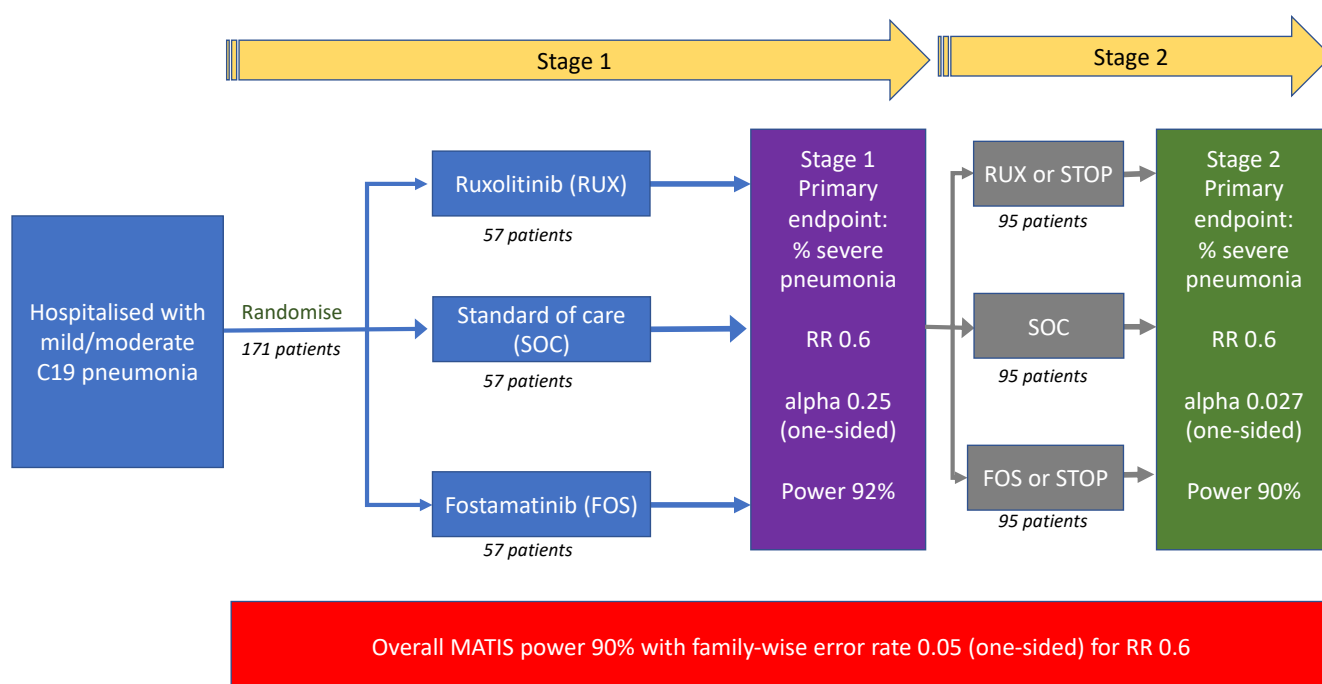 Stage 1
Stage 2
Hospitalised with
mild/moderate
C19 pneumonia
Randomise
171 patients
Ruxolitinib (RUX)
57 patients
Standard of care
(SOC)
57 patients
Fostamatinib (FOS)
57 patients
Stage 1
Primary
endpoint:
% severe
pneumonia
RR 0.6
alpha 0.25
(one-sided)
Power 92%
RUX or STOP
95 patients
SOC
95 patients
FOS or STOP
95 patients
Stage 2
Primary
endpoint:
% severe
pneumonia
RR 0.6
alpha 0.027
(one-sided)
Power 90%
Overall MATIS power 90% with family-wise error rate 0.05 (one-sided) for RR 0.6